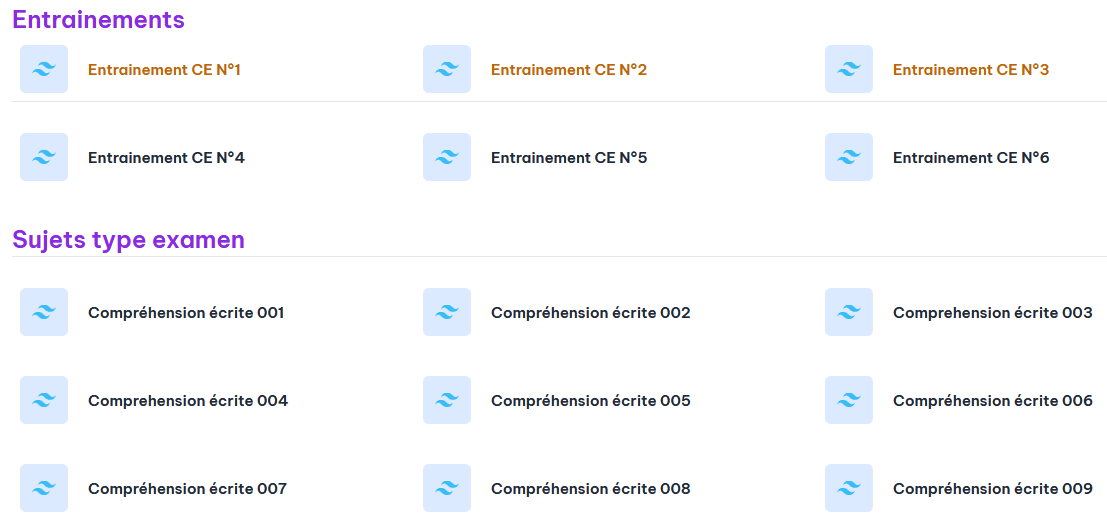 Entrainements
Entrainement CE N°1
Entrainement CE N°2
Entrainement CE N°3
Entrainement CE N°4
Entrainement CE N°5
Entrainement CE N°6
Sujets type examen
Compréhension écrite 001
Compréhension écrite 002
Comprehension écrite 003
Comprehension écrite 004
Compréhension écrite 005
Compréhension écrite 006
Compréhension écrite 007
Compréhension écrite 008
Compréhension écrite 009